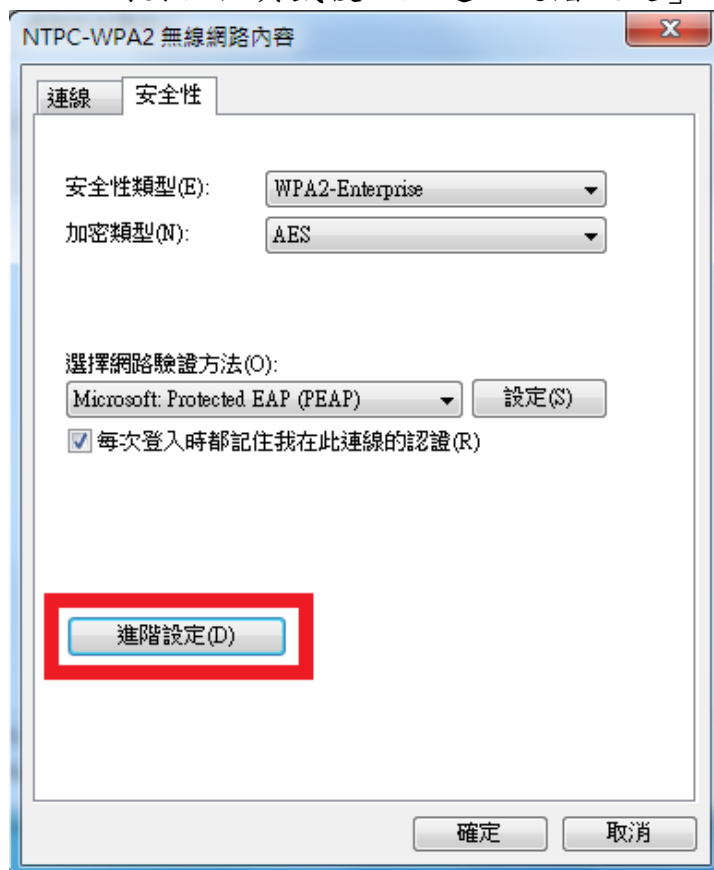 NTPC-WPA2 無線網路內容
連線 安全性
安全性類型(E): WPA2-Enterprise
加密類型(N): AES
選擇網路驗證方法(O):
Microsoft: Protected EAP (PEAP) 設定(S)
每次登入時都記住我在此連線的認證(R)
進階設定(D)
確定 取消